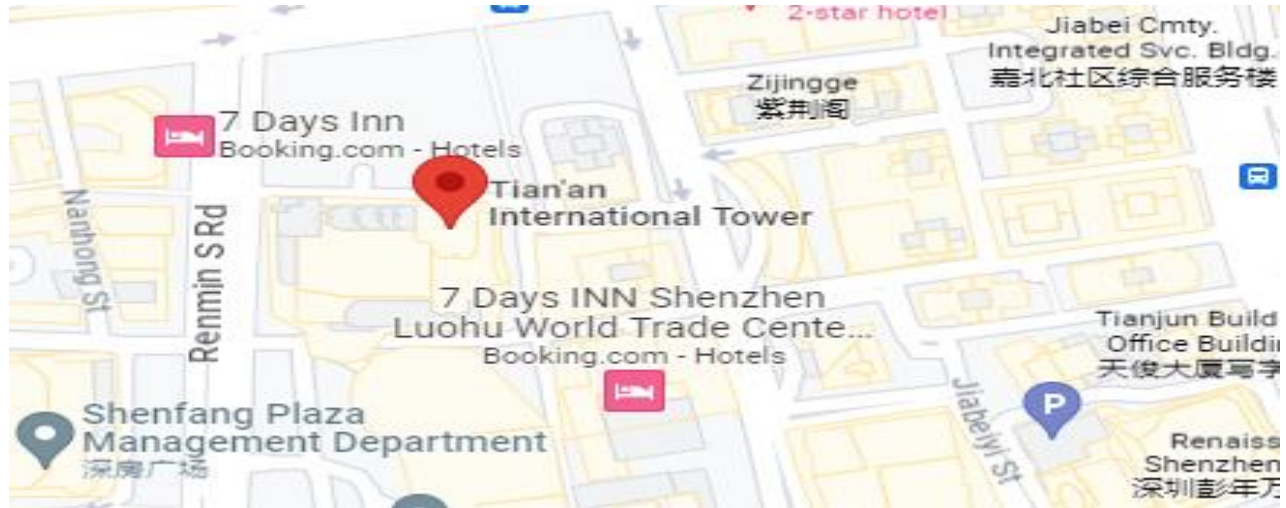 2-star hotel
Jiabei Cmty.
Integrated Svc. Bldg.
嘉北社区综合服务楼
Zijingge
紫荆阁
7 Days Inn
Booking.com - Hotels
Tian'an
International Tower
Nanhong St
Renmin S Rd
7 Days INN Shenzhen
Luohu World Trade Cente...
Booking.com - Hotels
Tianjun Build
Office Buildin
天俊大厦写字
Jiabeiyi St
P
Shenfang Plaza
Management Department
深房广场
Renaiss
Shenzhen
深圳彭年万